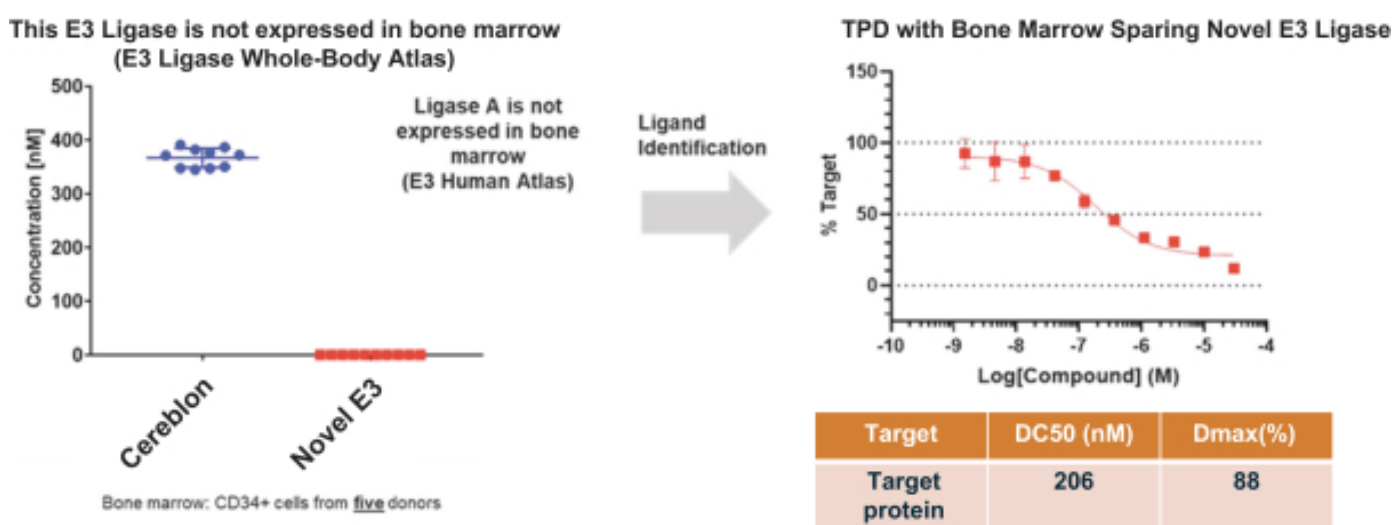 This E3 Ligase is not expressed in bone marrow
(E3 Ligase Whole-Body Atlas)
500
400
300
200
100
0
Concentration [nM]
Cereblon
Novel E3
Ligase A is not
expressed in bone
marrow
(E3 Human Atlas)
Bone marrow: CD34+ cells from five donors
Ligand
Identification
TPD with Bone Marrow Sparing Novel E3 Ligase
150
100
50
0
% Target
-10
-9
-8
-7
-6
-5
-4
Log[Compound] (M)
Target DC50 (nM) Dmax(%)
Target 206 88
protein